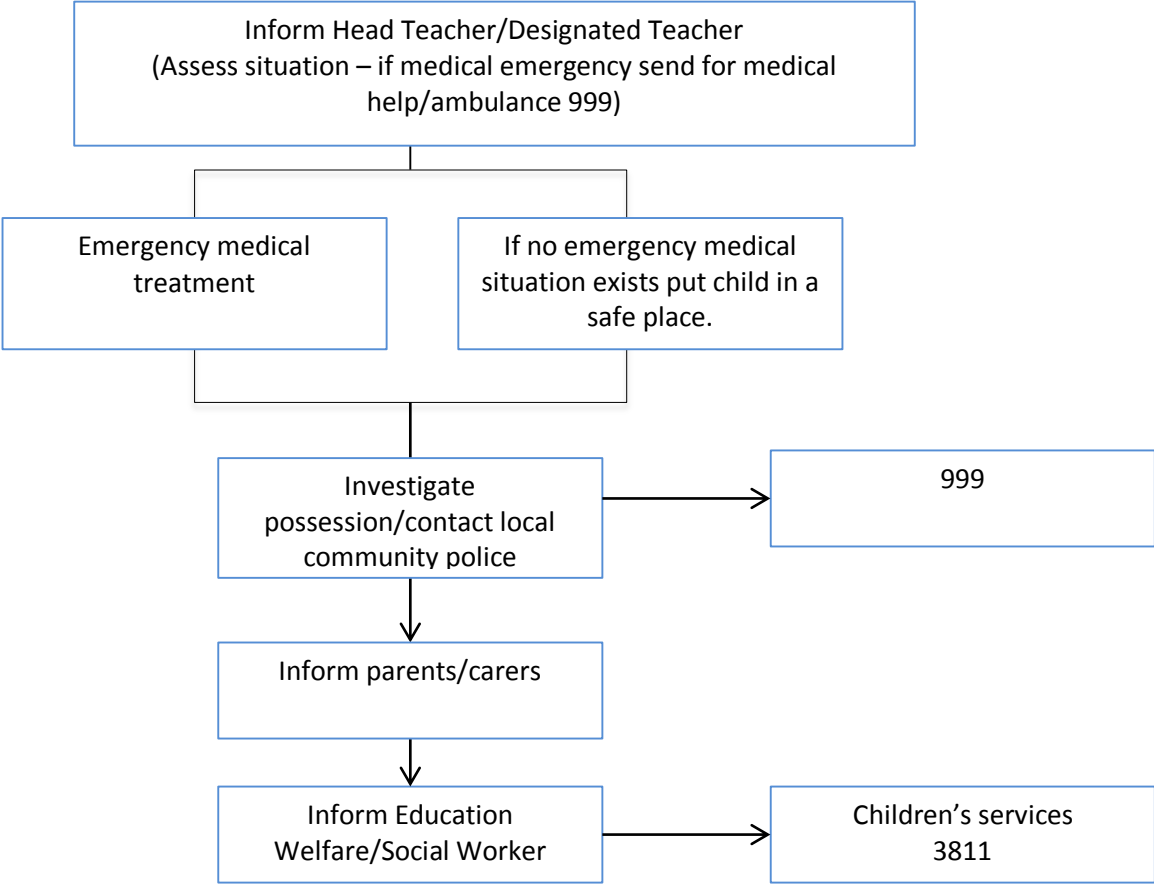 Inform Head Teacher/Designated Teacher
(Assess situation – if medical emergency send for medical
help/ambulance 999)
Emergency medical
treatment
If no emergency medical
situation exists put child in a
safe place.
Investigate
possession/contact local
community police
999
Inform parents/carers
Inform Education
Welfare/Social Worker
Children’s services
3811